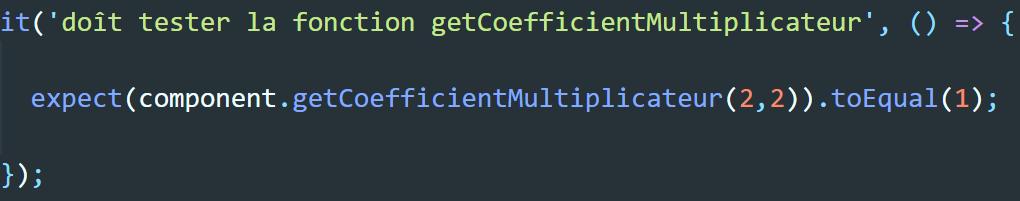 it('doît tester la fonction getCoefficientMultiplicateur', () => {
expect(component.getCoefficientMultiplicateur(2,2)).toEqual(1);
});